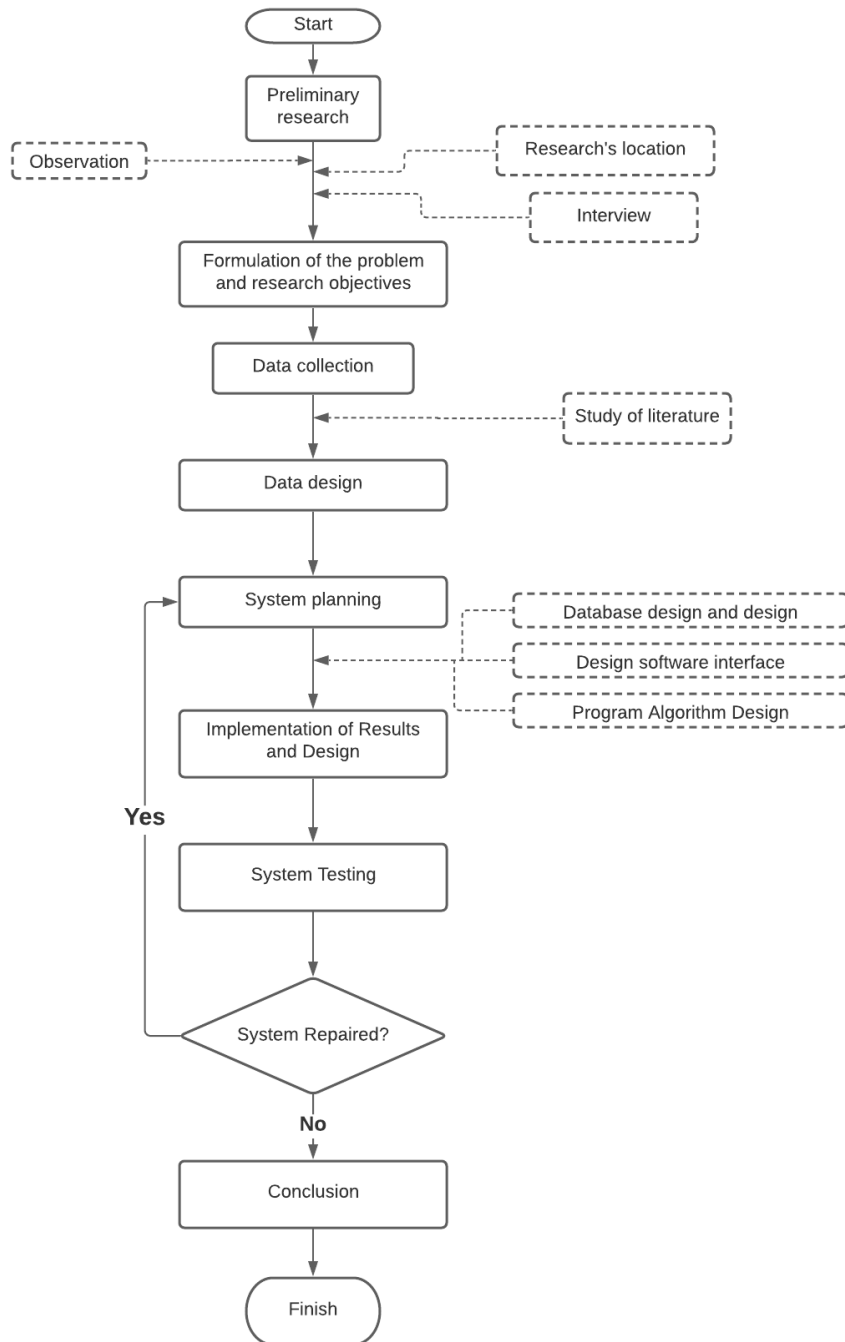 Start
Preliminary
research
Observation
Research's location
Interview
Formulation of the problem
and research objectives
Data collection
Study of literature
Data design
System planning
Database design and design
Design software interface
Program Algorithm Design
Implementation of Results
and Design
Yes
System Testing
System Repaired?
No
Conclusion
Finish